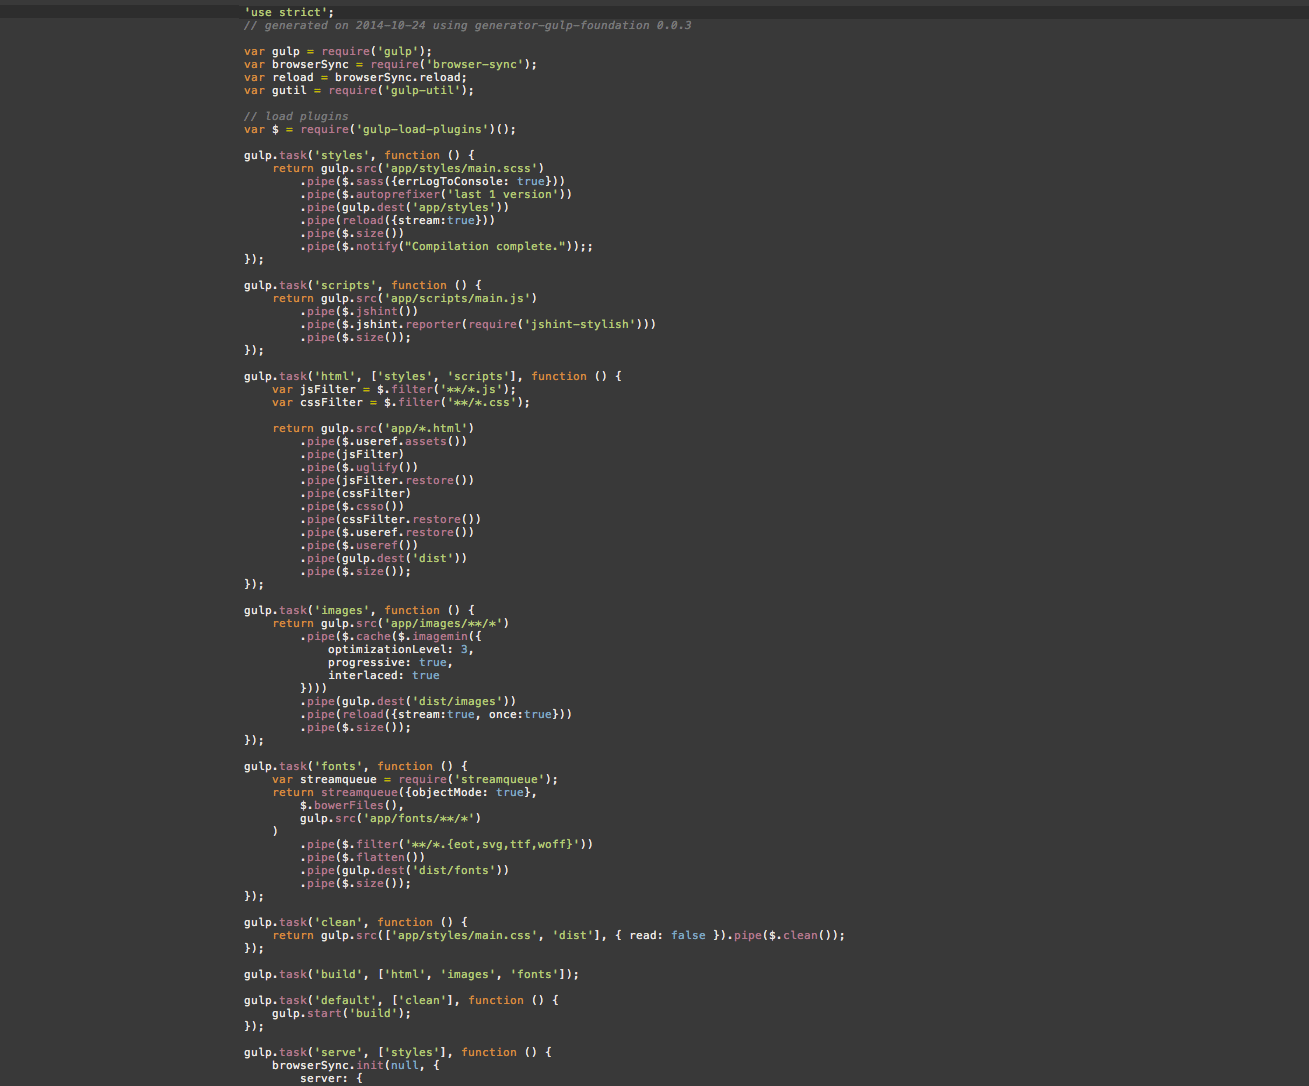 'use strict';
// generated on 2014-10-24 using generator-gulp-foundation 0.0.3

var gulp = require('gulp');
var browserSync = require('browser-sync');
var reload = browserSync.reload;
var gutil = require('gulp-util');

// load plugins
var $ = require('gulp-load-plugins')();

gulp.task('styles', function () {
    return gulp.src('app/styles/main.scss')
        .pipe($.sass({errLogToConsole: true}))
        .pipe($.autoprefixer('last 1 version'))
        .pipe(gulp.dest('app/styles'))
        .pipe(reload({stream:true}))
        .pipe($.size())
        .pipe($.notify("Compilation complete."));;
});

gulp.task('scripts', function () {
    return gulp.src('app/scripts/main.js')
        .pipe($.jshint())
        .pipe($.jshint.reporter(require('jshint-stylish')))
        .pipe($.size());
});

gulp.task('html', ['styles', 'scripts'], function () {
    var jsFilter = $.filter('**/*.js');
    var cssFilter = $.filter('**/*.css');

    return gulp.src('app/*.html')
        .pipe($.useref.assets())
        .pipe(jsFilter)
        .pipe($.uglify())
        .pipe(jsFilter.restore())
        .pipe(cssFilter)
        .pipe($.csso())
        .pipe(cssFilter.restore())
        .pipe($.useref.restore())
        .pipe($.useref())
        .pipe(gulp.dest('dist'))
        .pipe($.size());
});

gulp.task('images', function () {
    return gulp.src('app/images/**/*')
        .pipe($.cache($.imagemin({
            optimizationLevel: 3,
            progressive: true,
            interlaced: true
        })))
        .pipe(gulp.dest('dist/images'))
        .pipe(reload({stream:true, once:true}))
        .pipe($.size());
});

gulp.task('fonts', function () {
    var streamqueue = require('streamqueue');
    return streamqueue({objectMode: true},
        $.bowerFiles(),
        gulp.src('app/fonts/**/*')
    )
        .pipe($.filter('**/*.{eot,svg,ttf,woff}'))
        .pipe($.flatten())
        .pipe(gulp.dest('dist/fonts'))
        .pipe($.size());
});

gulp.task('clean', function () {
    return gulp.src(['app/styles/main.css', 'dist'], { read: false }).pipe($.clean());
});

gulp.task('build', ['html', 'images', 'fonts']);

gulp.task('default', ['clean'], function () {
    gulp.start('build');
});

gulp.task('serve', ['styles'], function () {
    browserSync.init(null, {
        server: {